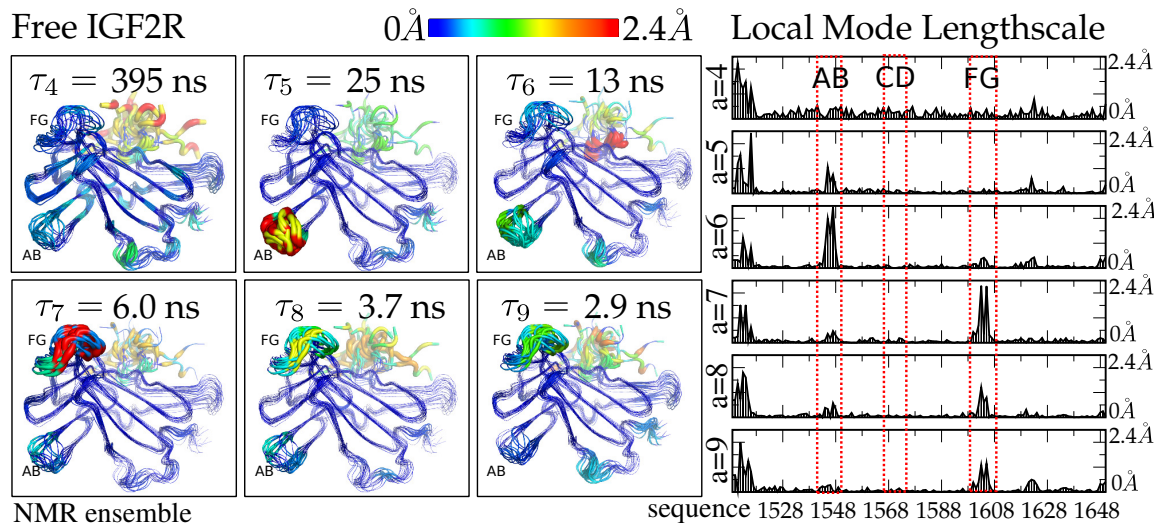 Free IGF2R
0Å 2.4Å
Local Mode Lengthscale
τ4 = 395 ns
FG
AB
τ5 = 25 ns
FG
AB
τ6 = 13 ns
FG
AB
τ7 = 6.0 ns
FG
AB
τ8 = 3.7 ns
FG
AB
τ9 = 2.9 ns
FG
AB
NMR ensemble
AB CD FG
a=4
2.4Å
0Å
a=5
2.4Å
0Å
a=6
2.4Å
0Å
a=7
2.4Å
0Å
a=8
2.4Å
0Å
a=9
2.4Å
0Å
sequence 1528 1548 1568 1588 1608 1628 1648